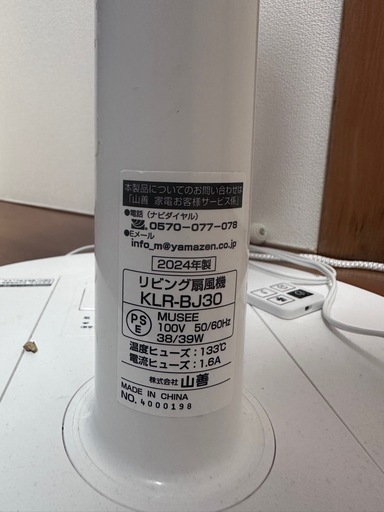 本製品についてのお問い合わせは
「山善 家電お客様サービス係」
●電話(ナビダイヤル)
0570-077-078
●Eメール
info_m@yamazen.co.jp
2024年製
リビング扇風機
KLR-BJ30
PSE
MUSEE
100V 50/60Hz
38/39W
温度ヒューズ:133℃
電流ヒューズ:1.6A
株式会社 山善
MADE IN CHINA
NO. 4000198